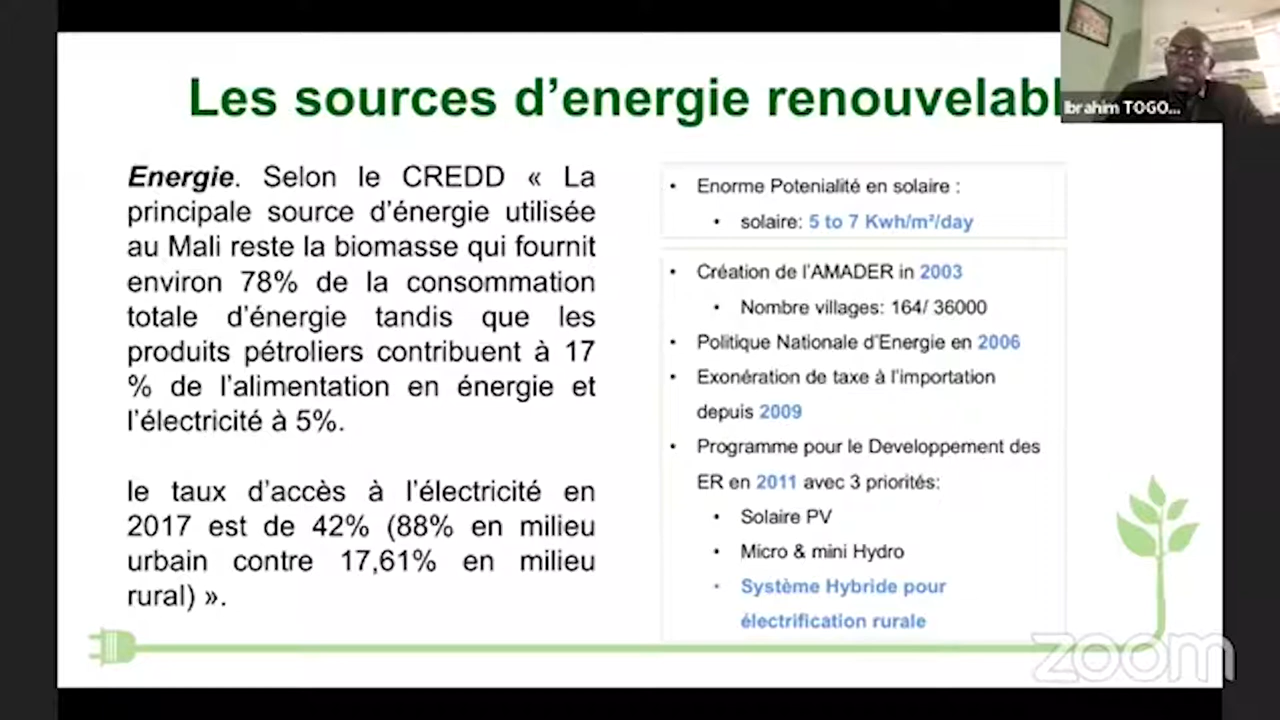 Les sources d’energie renouvelabl
Ibrahim TOGO...
Energie. Selon le CREDD « La
principale source d’énergie utilisée
au Mali reste la biomasse qui fournit
environ 78% de la consommation
totale d’énergie tandis que les
produits pétroliers contribuent à 17
% de l’alimentation en énergie et
l’électricité à 5%.
le taux d’accès à l’électricité en
2017 est de 42% (88% en milieu
urbain contre 17,61% en milieu
rural) ».
• Enorme Potenialité en solaire :
• solaire: 5 to 7 Kwh/m²/day
• Création de l’AMADER in 2003
• Nombre villages: 164/ 36000
• Politique Nationale d’Energie en 2006
• Exonération de taxe à l’importation
depuis 2009
• Programme pour le Developpement des
ER en 2011 avec 3 priorités:
• Solaire PV
• Micro & mini Hydro
• Système Hybride pour
électrification rurale
zoom